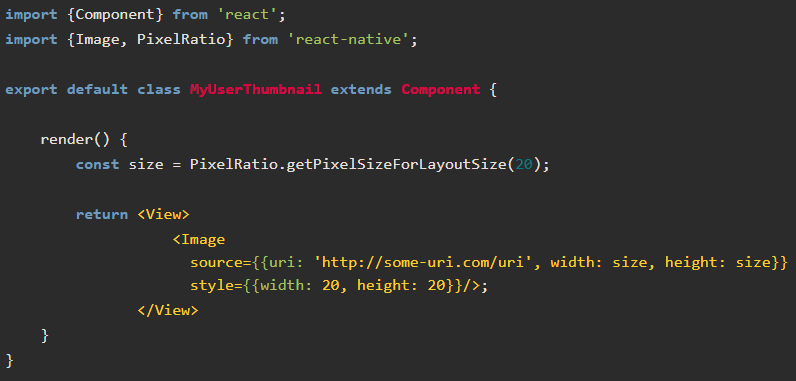 import {Component} from 'react';
import {Image, PixelRatio} from 'react-native';

export default class MyUserThumbnail extends Component {

    render() {
        const size = PixelRatio.getPixelSizeForLayoutSize(20);

        return <View>
                   <Image
                     source={{uri: 'http://some-uri.com/uri', width: size, height: size}}
                     style={{width: 20, height: 20}}/>;
               </View>
    }
}